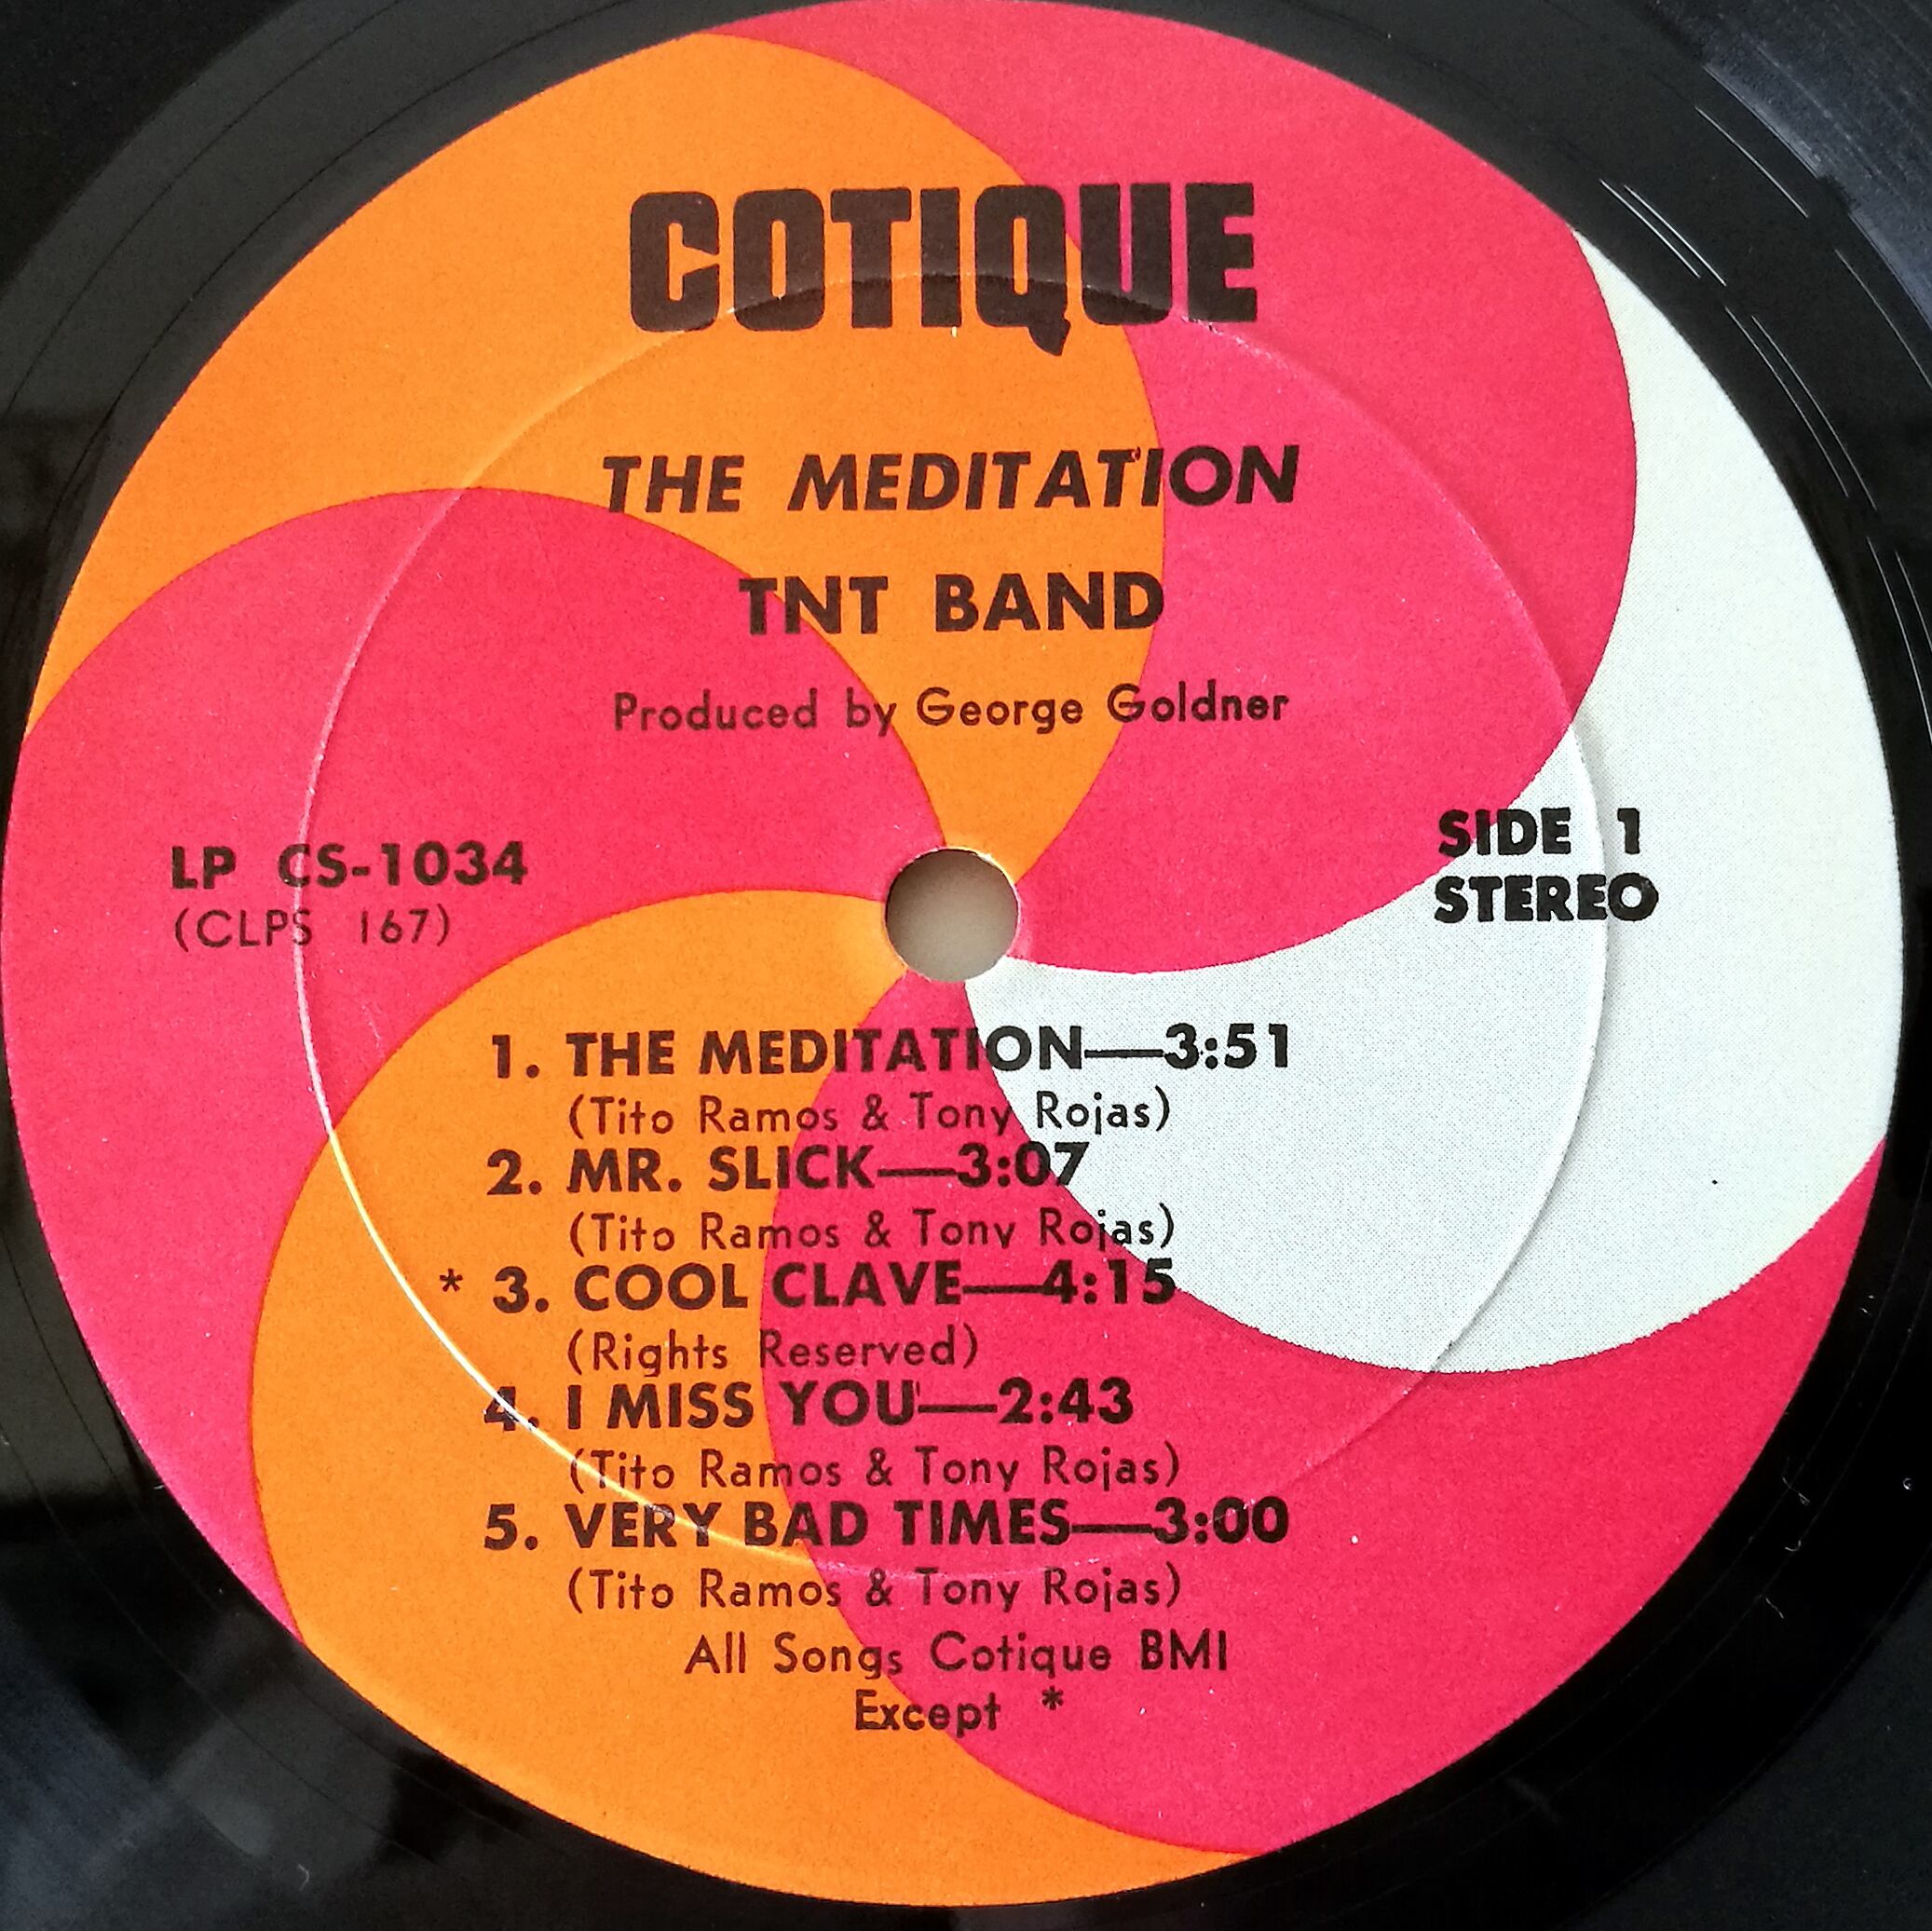 COTIQUE
THE MEDITATION
TNT BAND
Produced by George Goldner
LP CS-1034
(CLPS 167)
SIDE 1
STEREO
1. THE MEDITATION—3:51
(Tito Ramos & Tony Rojas)
2. MR. SLICK—3:07
(Tito Ramos & Tony Rojas)
* 3. COOL CLAVE—4:15
(Rights Reserved)
4. I MISS YOU—2:43
(Tito Ramos & Tony Rojas)
5. VERY BAD TIMES—3:00
(Tito Ramos & Tony Rojas)
All Songs Cotique BMI
Except *